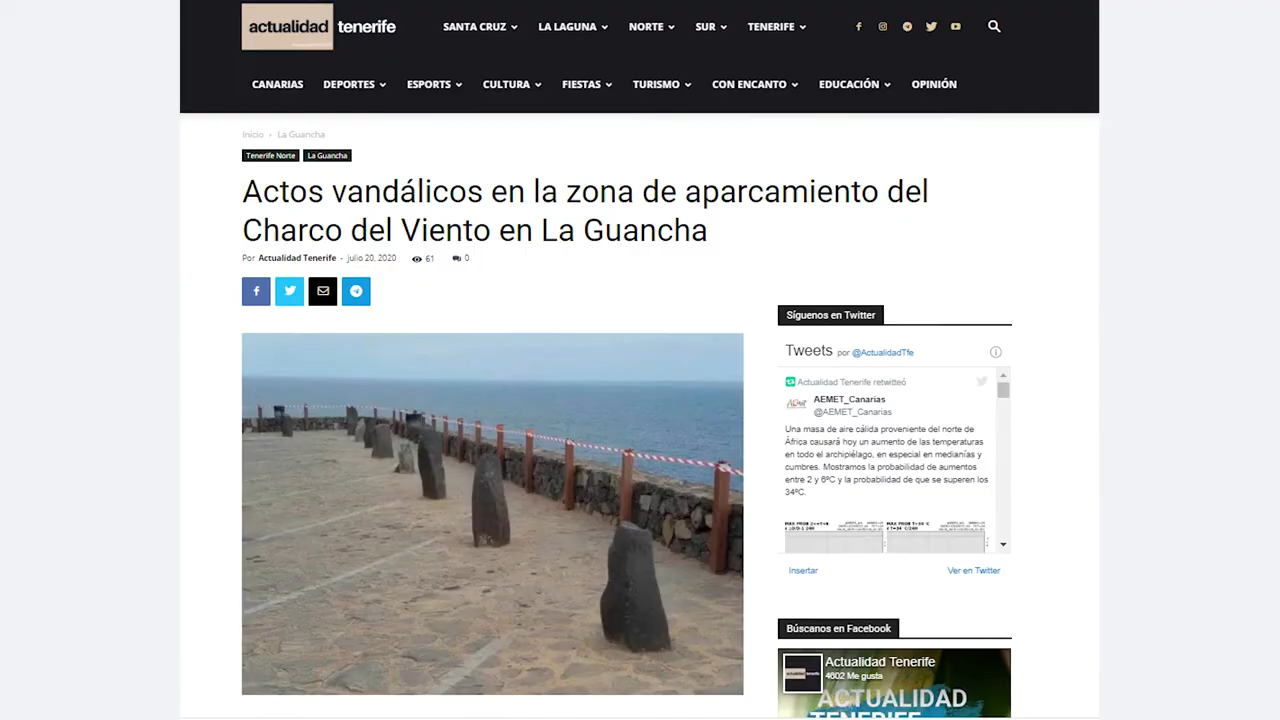 actualidad tenerife
SANTA CRUZ LA LAGUNA NORTE SUR TENERIFE
CANARIAS DEPORTES ESPORTS CULTURA FIESTAS TURISMO CON ENCANTO EDUCACIÓN OPINIÓN
Inicio › La Guancha
Tenerife Norte La Guancha
Actos vandálicos en la zona de aparcamiento del
Charco del Viento en La Guancha
Por Actualidad Tenerife - julio 20, 2020 61 0
Síguenos en Twitter
Tweets por @ActualidadTfe
Actualidad Tenerife retwitteó
AEMET_Canarias
@AEMET_Canarias
Una masa de aire cálida proveniente del norte de
África causará hoy un aumento de las temperaturas
en todo el archipiélago, en especial en medianías y
cumbres. Mostramos la probabilidad de aumentos
entre 2 y 6ºC y la probabilidad de que se superen los
34ºC.
Insertar Ver en Twitter
Búscanos en Facebook
Actualidad Tenerife
4602 Me gusta
ACTUALIDAD
TENERIFE